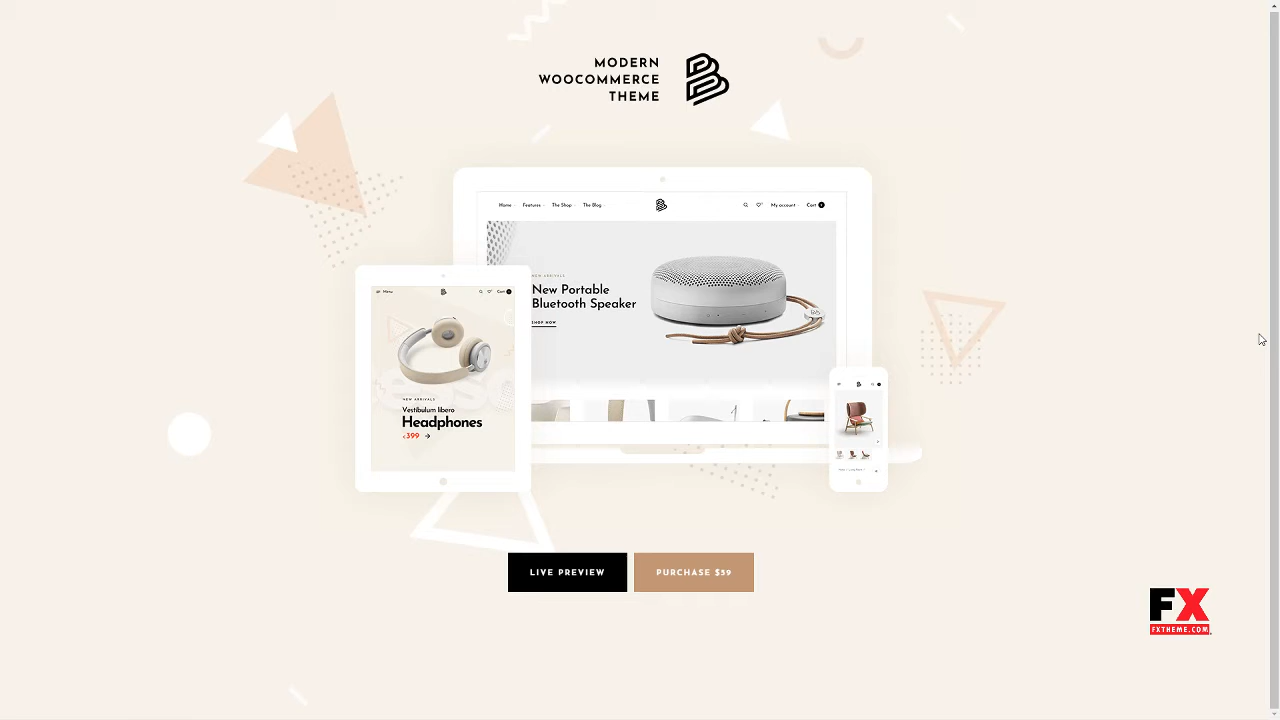 MODERN
WOOCOMMERCE
THEME
Home
Features
The Shop
The Blog
My account
Cart
NEW ARRIVALS
New Portable
Bluetooth Speaker
SHOP NOW
Menu
Cart
NEW ARRIVALS
Vestibulum libero
Headphones
399
LIVE PREVIEW
PURCHASE $59
FX
FXTHEME.COM